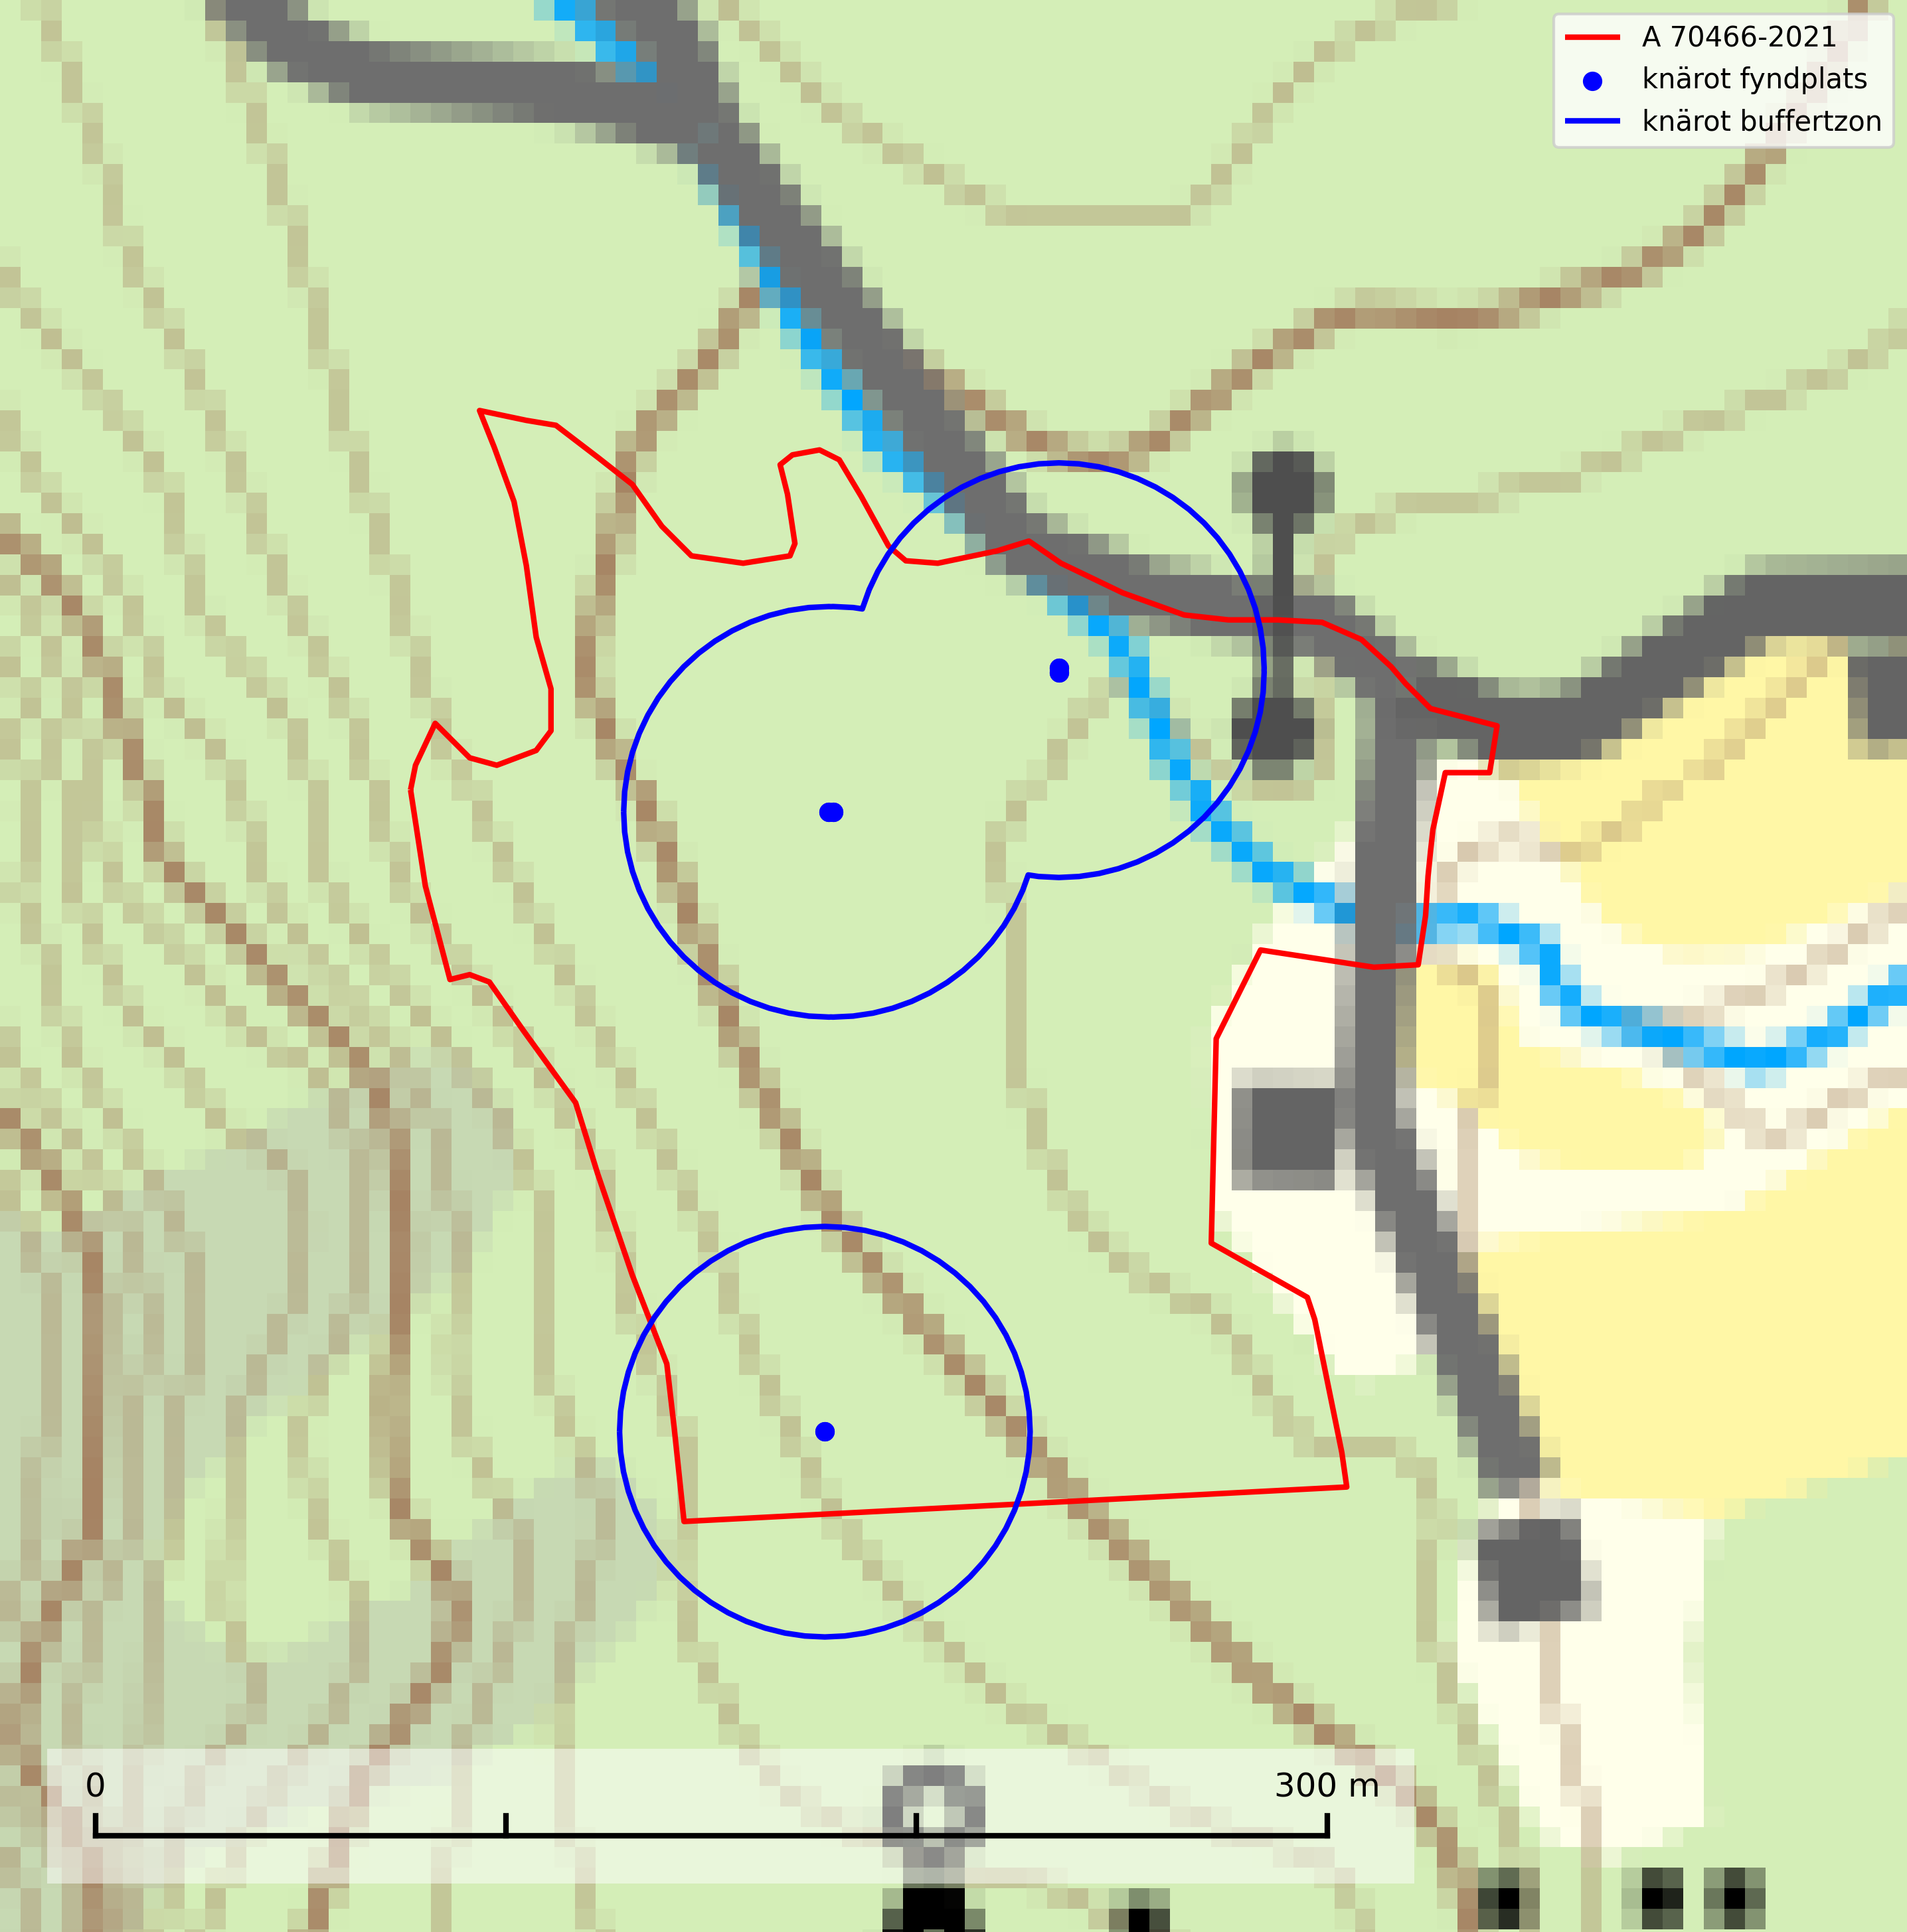 A 70466-2021
knärot fyndplats
knärot buffertzon
0 300 m